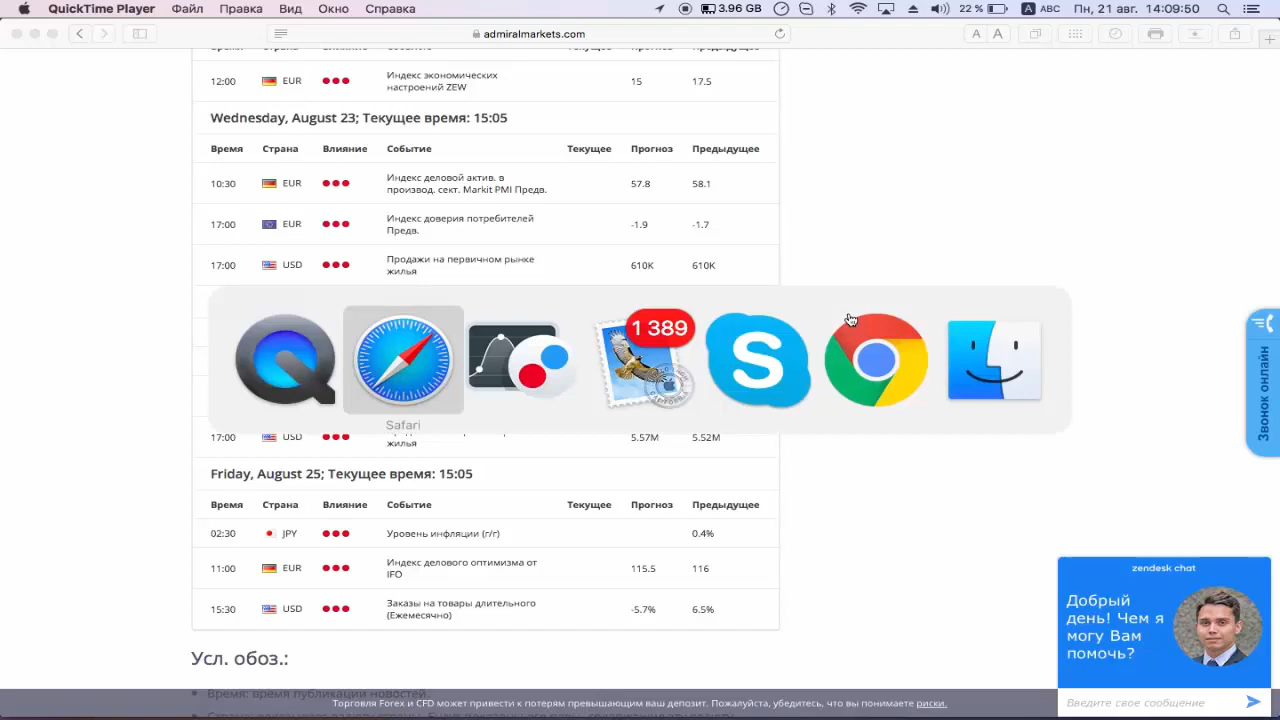 QuickTime Player Файл Правка Вид Окно Справка 3.96 GB 22 % A ABC Пн, 21 авг. 14:09:50
admiralmarkets.com A A
12:00 EUR Индекс экономических 15 17.5
настроений ZEW
Wednesday, August 23; Текущее время: 15:05
Время Страна Влияние Событие Текущее Прогноз Предыдущее
10:30 EUR Индекс деловой актив. в 57.8 58.1
производ. сект. Markit PMI Предв.
17:00 EUR Индекс доверия потребителей -1.9 -1.7
Предв.
17:00 USD Продажи на первичном рынке 610K 610K
жилья
1 389
Safari
17:00 USD 5.57M 5.52M
жилья
Friday, August 25; Текущее время: 15:05
Время Страна Влияние Событие Текущее Прогноз Предыдущее
02:30 JPY Уровень инфляции (г/г) 0.4%
11:00 EUR Индекс делового оптимизма от 115.5 116
IFO
15:30 USD Заказы на товары длительного -5.7% 6.5%
(Ежемесячно)
Усл. обоз.:
Время: время публикации новостей.
Торговля Forex и CFD может привести к потерям превышающим ваш депозит. Пожалуйста, убедитесь, что вы понимаете риски.
Звонок онлайн
zendesk chat
Добрый
день! Чем я
могу Вам
помочь?
Введите свое сообщение